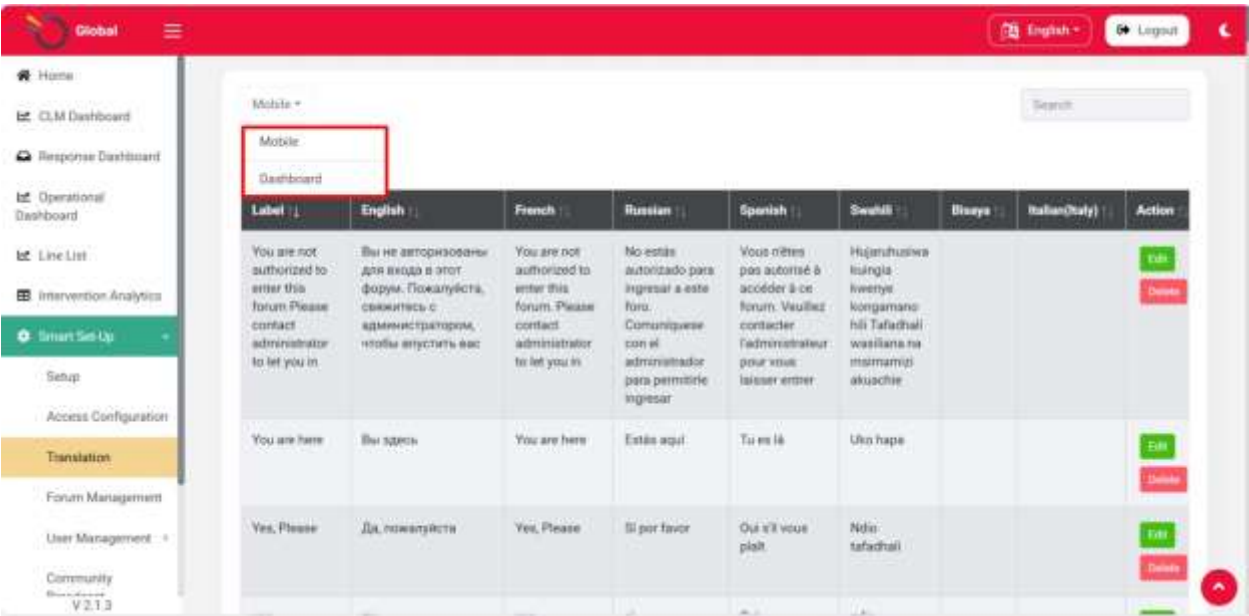 Global
English
Logout
Home
CLM Dashboard
Response Dashboard
Operational
Dashboard
Line List
Intervention Analytics
Smart Set-Up
Setup
Access Configuration
Translation
Forum Management
User Management
Community
V 2.1.3
Mobile
Search
Mobile
Dashboard
Label English French Russian Spanish Swahili Bisaya Italian(Italy) Action
You are not
authorized to
enter this
forum Please
contact
administrator
to let you in
Вы не авторизованы
для входа в этот
форум. Пожалуйста,
свяжитесь с
администратором,
чтобы впустить вас
You are not
authorized to
enter this
forum. Please
contact
administrator
to let you in
No estás
autorizado para
ingresar a este
foro.
Comuníquese
con el
administrador
para permitirle
ingresar
Vous n'êtes
pas autorisé à
accéder à ce
forum. Veuillez
contacter
l'administrateur
pour vous
laisser entrer
Hujaruhusiwa
kuingia
kwenye
kongamano
hili Tafadhali
wasiliana na
msimamizi
akuachie
Edit
Delete
You are here
Вы здесь
You are here
Estás aquí
Tu es là
Uko hapa
Edit
Delete
Yes, Please
Да, пожалуйста
Yes, Please
Sí por favor
Oui s'il vous
plaît.
Ndio
tafadhali
Edit
Delete